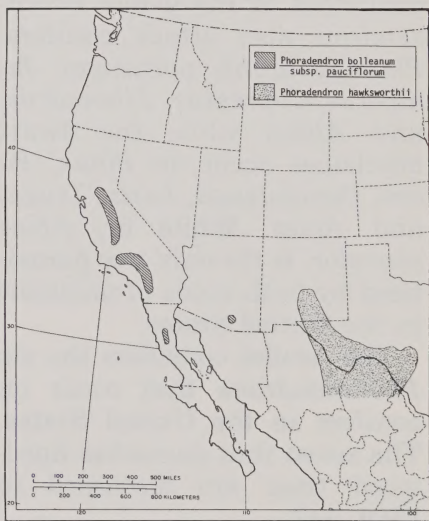 Phoradendron bolleanum
subsp. pauciflorum
Phoradendron hawksworthii
40
30
20
0 100 200 300 400 500 MILES
0 200 400 600 800 KILOMETERS
120
110
100